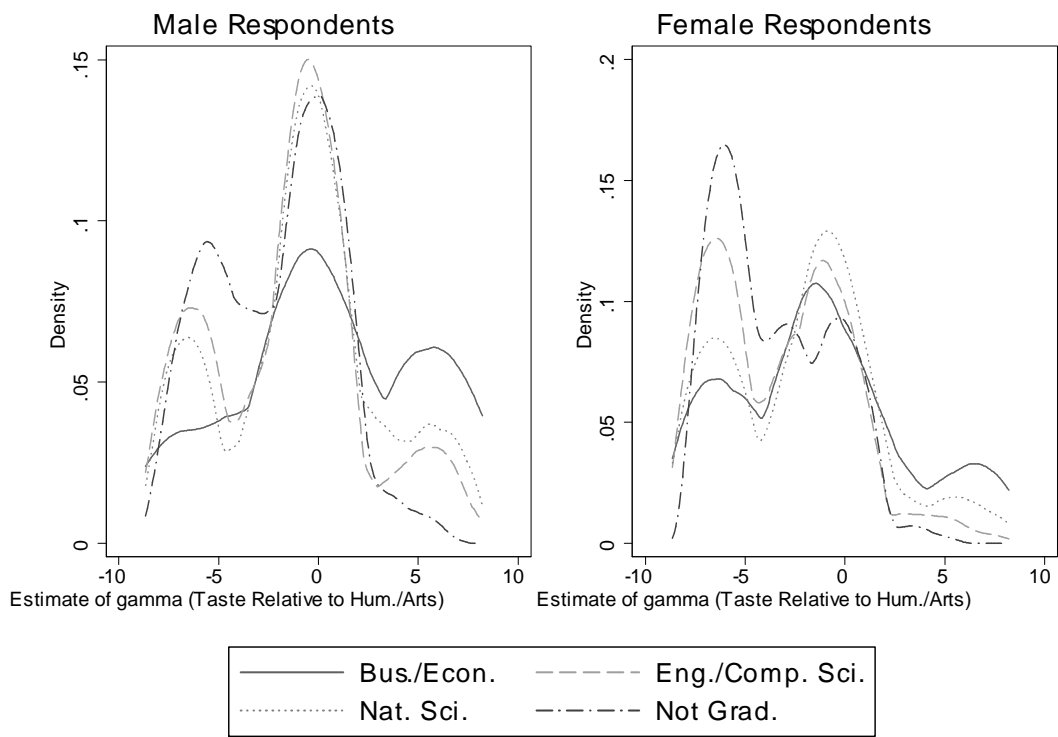 Male Respondents
Female Respondents
Density
.15
.1
.05
0
-10 -5 0 5 10
Estimate of gamma (Taste Relative to Hum./Arts)
Density
.2
.15
.1
.05
0
-10 -5 0 5 10
Estimate of gamma (Taste Relative to Hum./Arts)
Bus./Econ. Eng./Comp. Sci.
Nat. Sci. Not Grad.